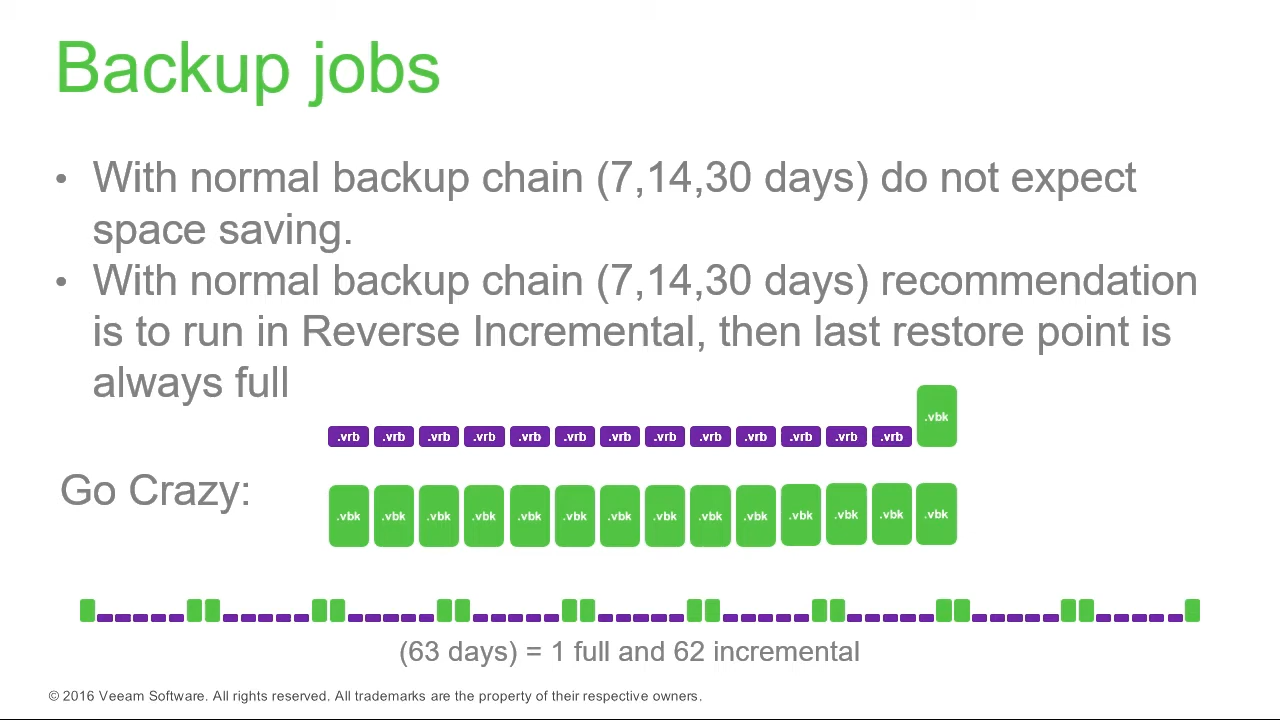 Backup jobs
• With normal backup chain (7,14,30 days) do not expect
space saving.
• With normal backup chain (7,14,30 days) recommendation
is to run in Reverse Incremental, then last restore point is
always full
.vrb .vrb .vrb .vrb .vrb .vrb .vrb .vrb .vrb .vrb .vrb .vrb .vrb .vbk
Go Crazy:
.vbk .vbk .vbk .vbk .vbk .vbk .vbk .vbk .vbk .vbk .vbk .vbk .vbk .vbk
(63 days) = 1 full and 62 incremental
© 2016 Veeam Software. All rights reserved. All trademarks are the property of their respective owners.